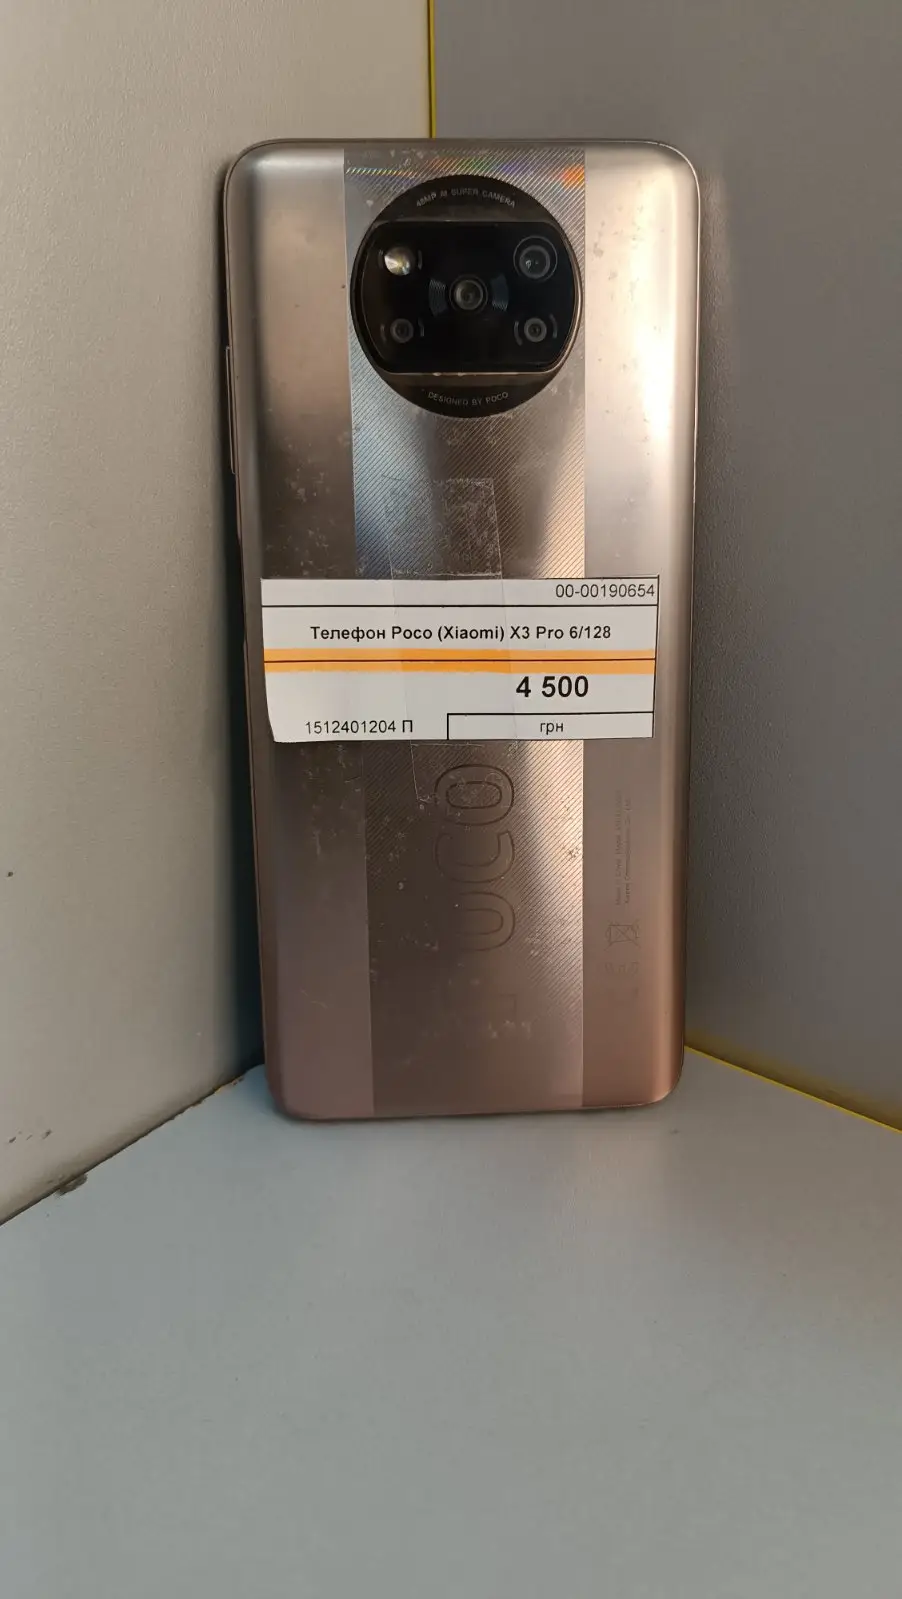 48MP AI SUPER CAMERA
DESIGNED BY POCO
00-00190654
Телефон Poco (Xiaomi) X3 Pro 6/128
4 500
1512401204 П
грн
POCO